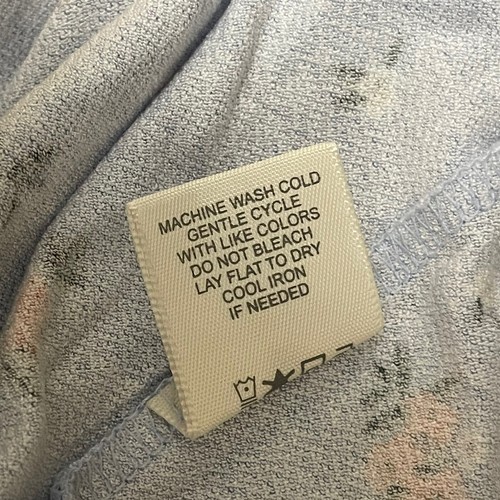 MACHINE WASH COLD
GENTLE CYCLE
WITH LIKE COLORS
DO NOT BLEACH
LAY FLAT TO DRY
COOL IRON
IF NEEDED